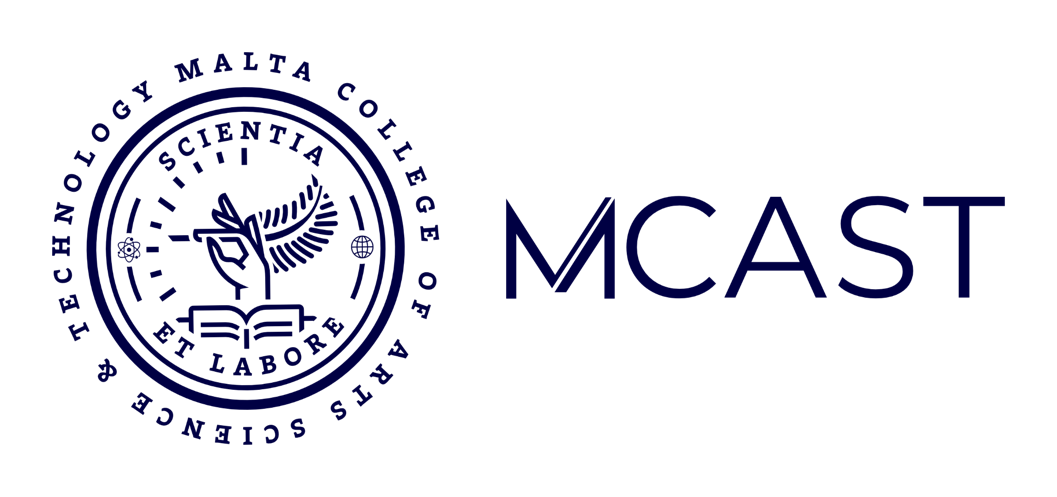 MALTA COLLEGE OF ARTS SCIENCE & TECHNOLOGY
SCIENTIA
ET LABORE
MCAST